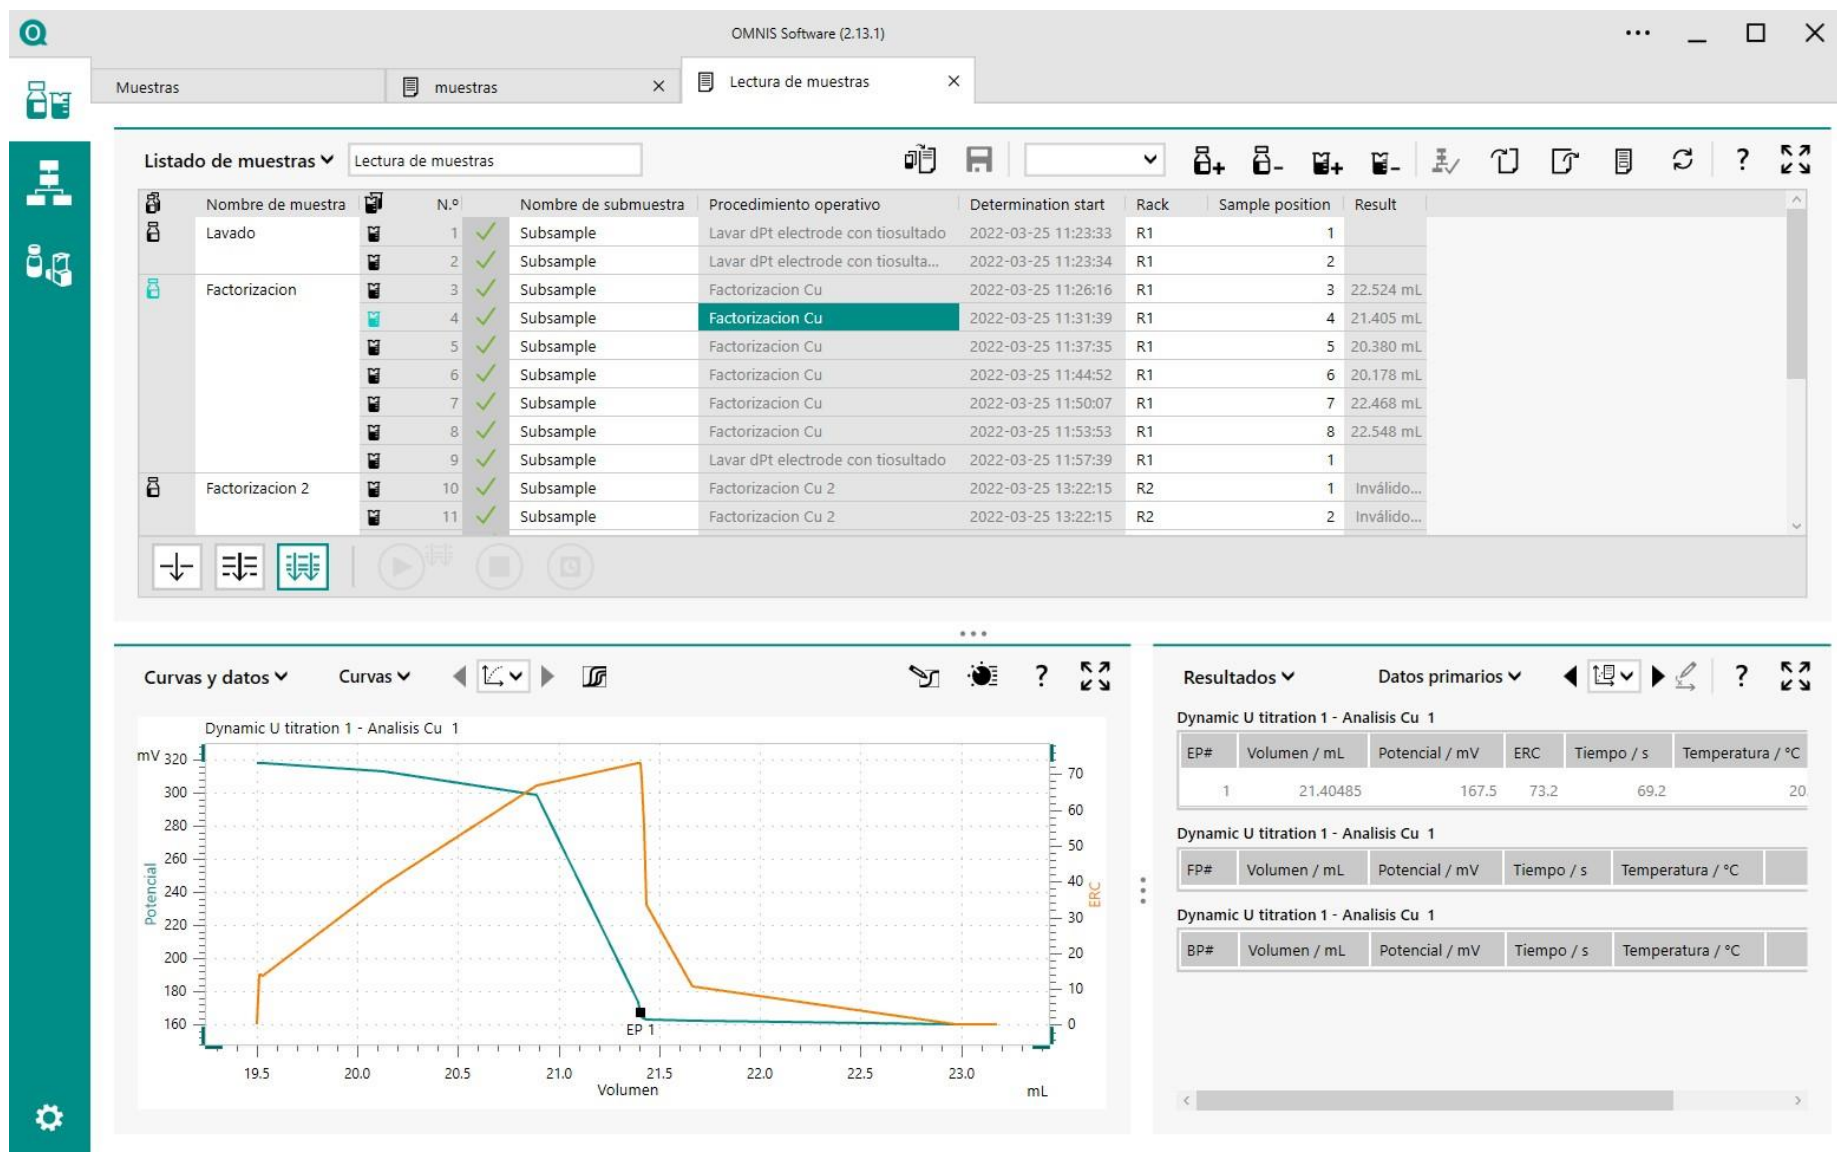 OMNIS Software (2.13.1)
Muestras muestras Lectura de muestras
Listado de muestras Lectura de muestras
Nombre de muestra N.º Nombre de submuestra Procedimiento operativo Determination start Rack Sample position Result
Lavado 1 Subsample Lavar dPt electrode con tiosultado 2022-03-25 11:23:33 R1 1
2 Subsample Lavar dPt electrode con tiosulta... 2022-03-25 11:23:34 R1 2
Factorizacion 3 Subsample Factorizacion Cu 2022-03-25 11:26:16 R1 3 22.524 mL
4 Subsample Factorizacion Cu 2022-03-25 11:31:39 R1 4 21.405 mL
5 Subsample Factorizacion Cu 2022-03-25 11:37:35 R1 5 20.380 mL
6 Subsample Factorizacion Cu 2022-03-25 11:44:52 R1 6 20.178 mL
7 Subsample Factorizacion Cu 2022-03-25 11:50:07 R1 7 22.468 mL
8 Subsample Factorizacion Cu 2022-03-25 11:53:53 R1 8 22.548 mL
9 Subsample Lavar dPt electrode con tiosultado 2022-03-25 11:57:39 R1 1
Factorizacion 2 10 Subsample Factorizacion Cu 2 2022-03-25 13:22:15 R2 1 Inválido...
11 Subsample Factorizacion Cu 2 2022-03-25 13:22:15 R2 2 Inválido...
Curvas y datos Curvas ?
Dynamic U titration 1 - Analisis Cu 1
mV
320
300
280
260
240
220
200
180
160
Potencial
70
60
50
40
30
20
10
0
ERC
EP 1
19.5 20.0 20.5 21.0 21.5 22.0 22.5 23.0
Volumen
mL
Resultados Datos primarios ?
Dynamic U titration 1 - Analisis Cu 1
EP# Volumen / mL Potencial / mV ERC Tiempo / s Temperatura / °C
1 21.40485 167.5 73.2 69.2 20.
Dynamic U titration 1 - Analisis Cu 1
FP# Volumen / mL Potencial / mV Tiempo / s Temperatura / °C
Dynamic U titration 1 - Analisis Cu 1
BP# Volumen / mL Potencial / mV Tiempo / s Temperatura / °C